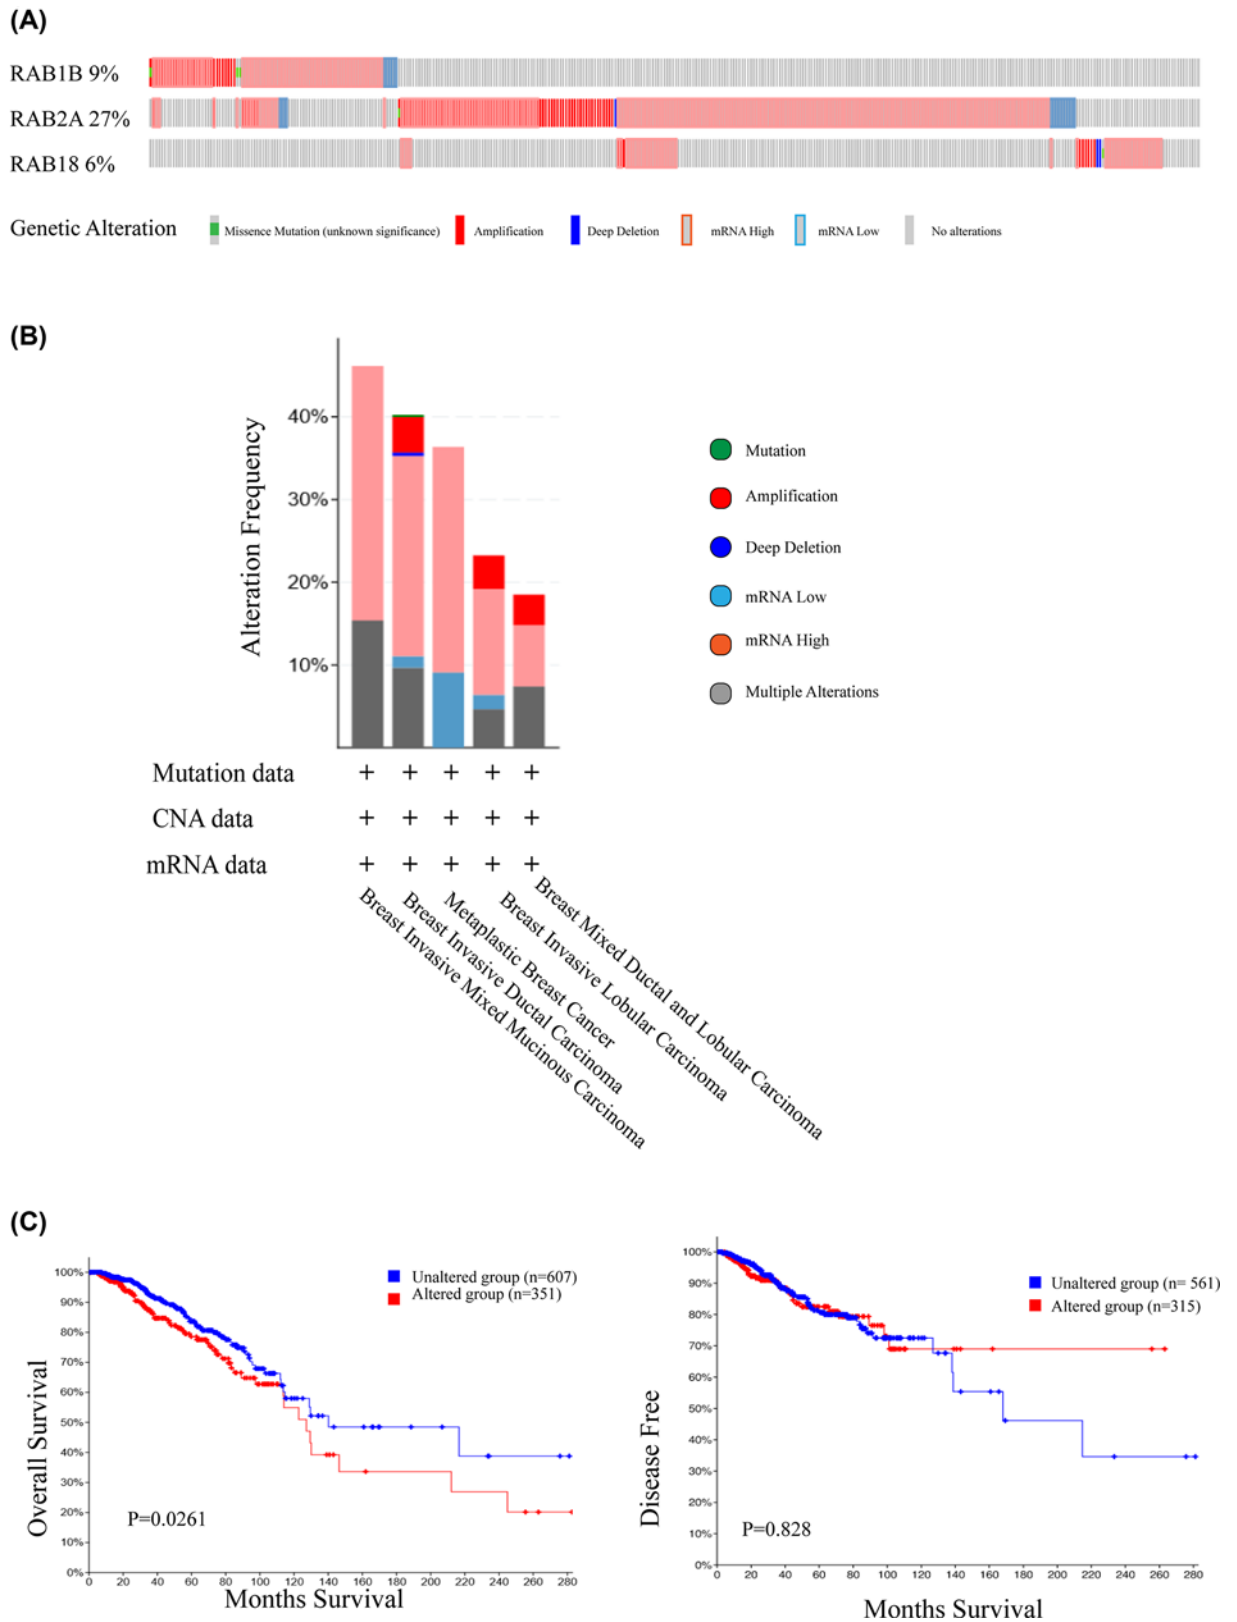 (A)
RAB1B 9%
RAB2A 27%
RAB18 6%
Genetic Alteration
Missence Mutation (unknown significance)
Amplification
Deep Deletion
mRNA High
mRNA Low
No alterations
(B)
Alteration Frequency
40%
30%
20%
10%
Mutation
Amplification
Deep Deletion
mRNA Low
mRNA High
Multiple Alterations
Mutation data + + + + +
CNA data + + + + +
mRNA data + + + + +
Breast Invasive Mixed Mucinous Carcinoma
Breast Invasive Ductal Carcinoma
Metaplastic Breast Cancer
Breast Invasive Lobular Carcinoma
Breast Mixed Ductal and Lobular Carcinoma
(C)
Overall Survival
100%
90%
80%
70%
60%
50%
40%
30%
20%
10%
0%
Unaltered group (n=607)
Altered group (n=351)
P=0.0261
0 20 40 60 80 100 120 140 160 180 200 220 240 260 280
Months Survival
Disease Free
100%
90%
80%
70%
60%
50%
40%
30%
20%
10%
0%
Unaltered group (n= 561)
Altered group (n=315)
P=0.828
0 20 40 60 80 100 120 140 160 180 200 220 240 260 280
Months Survival